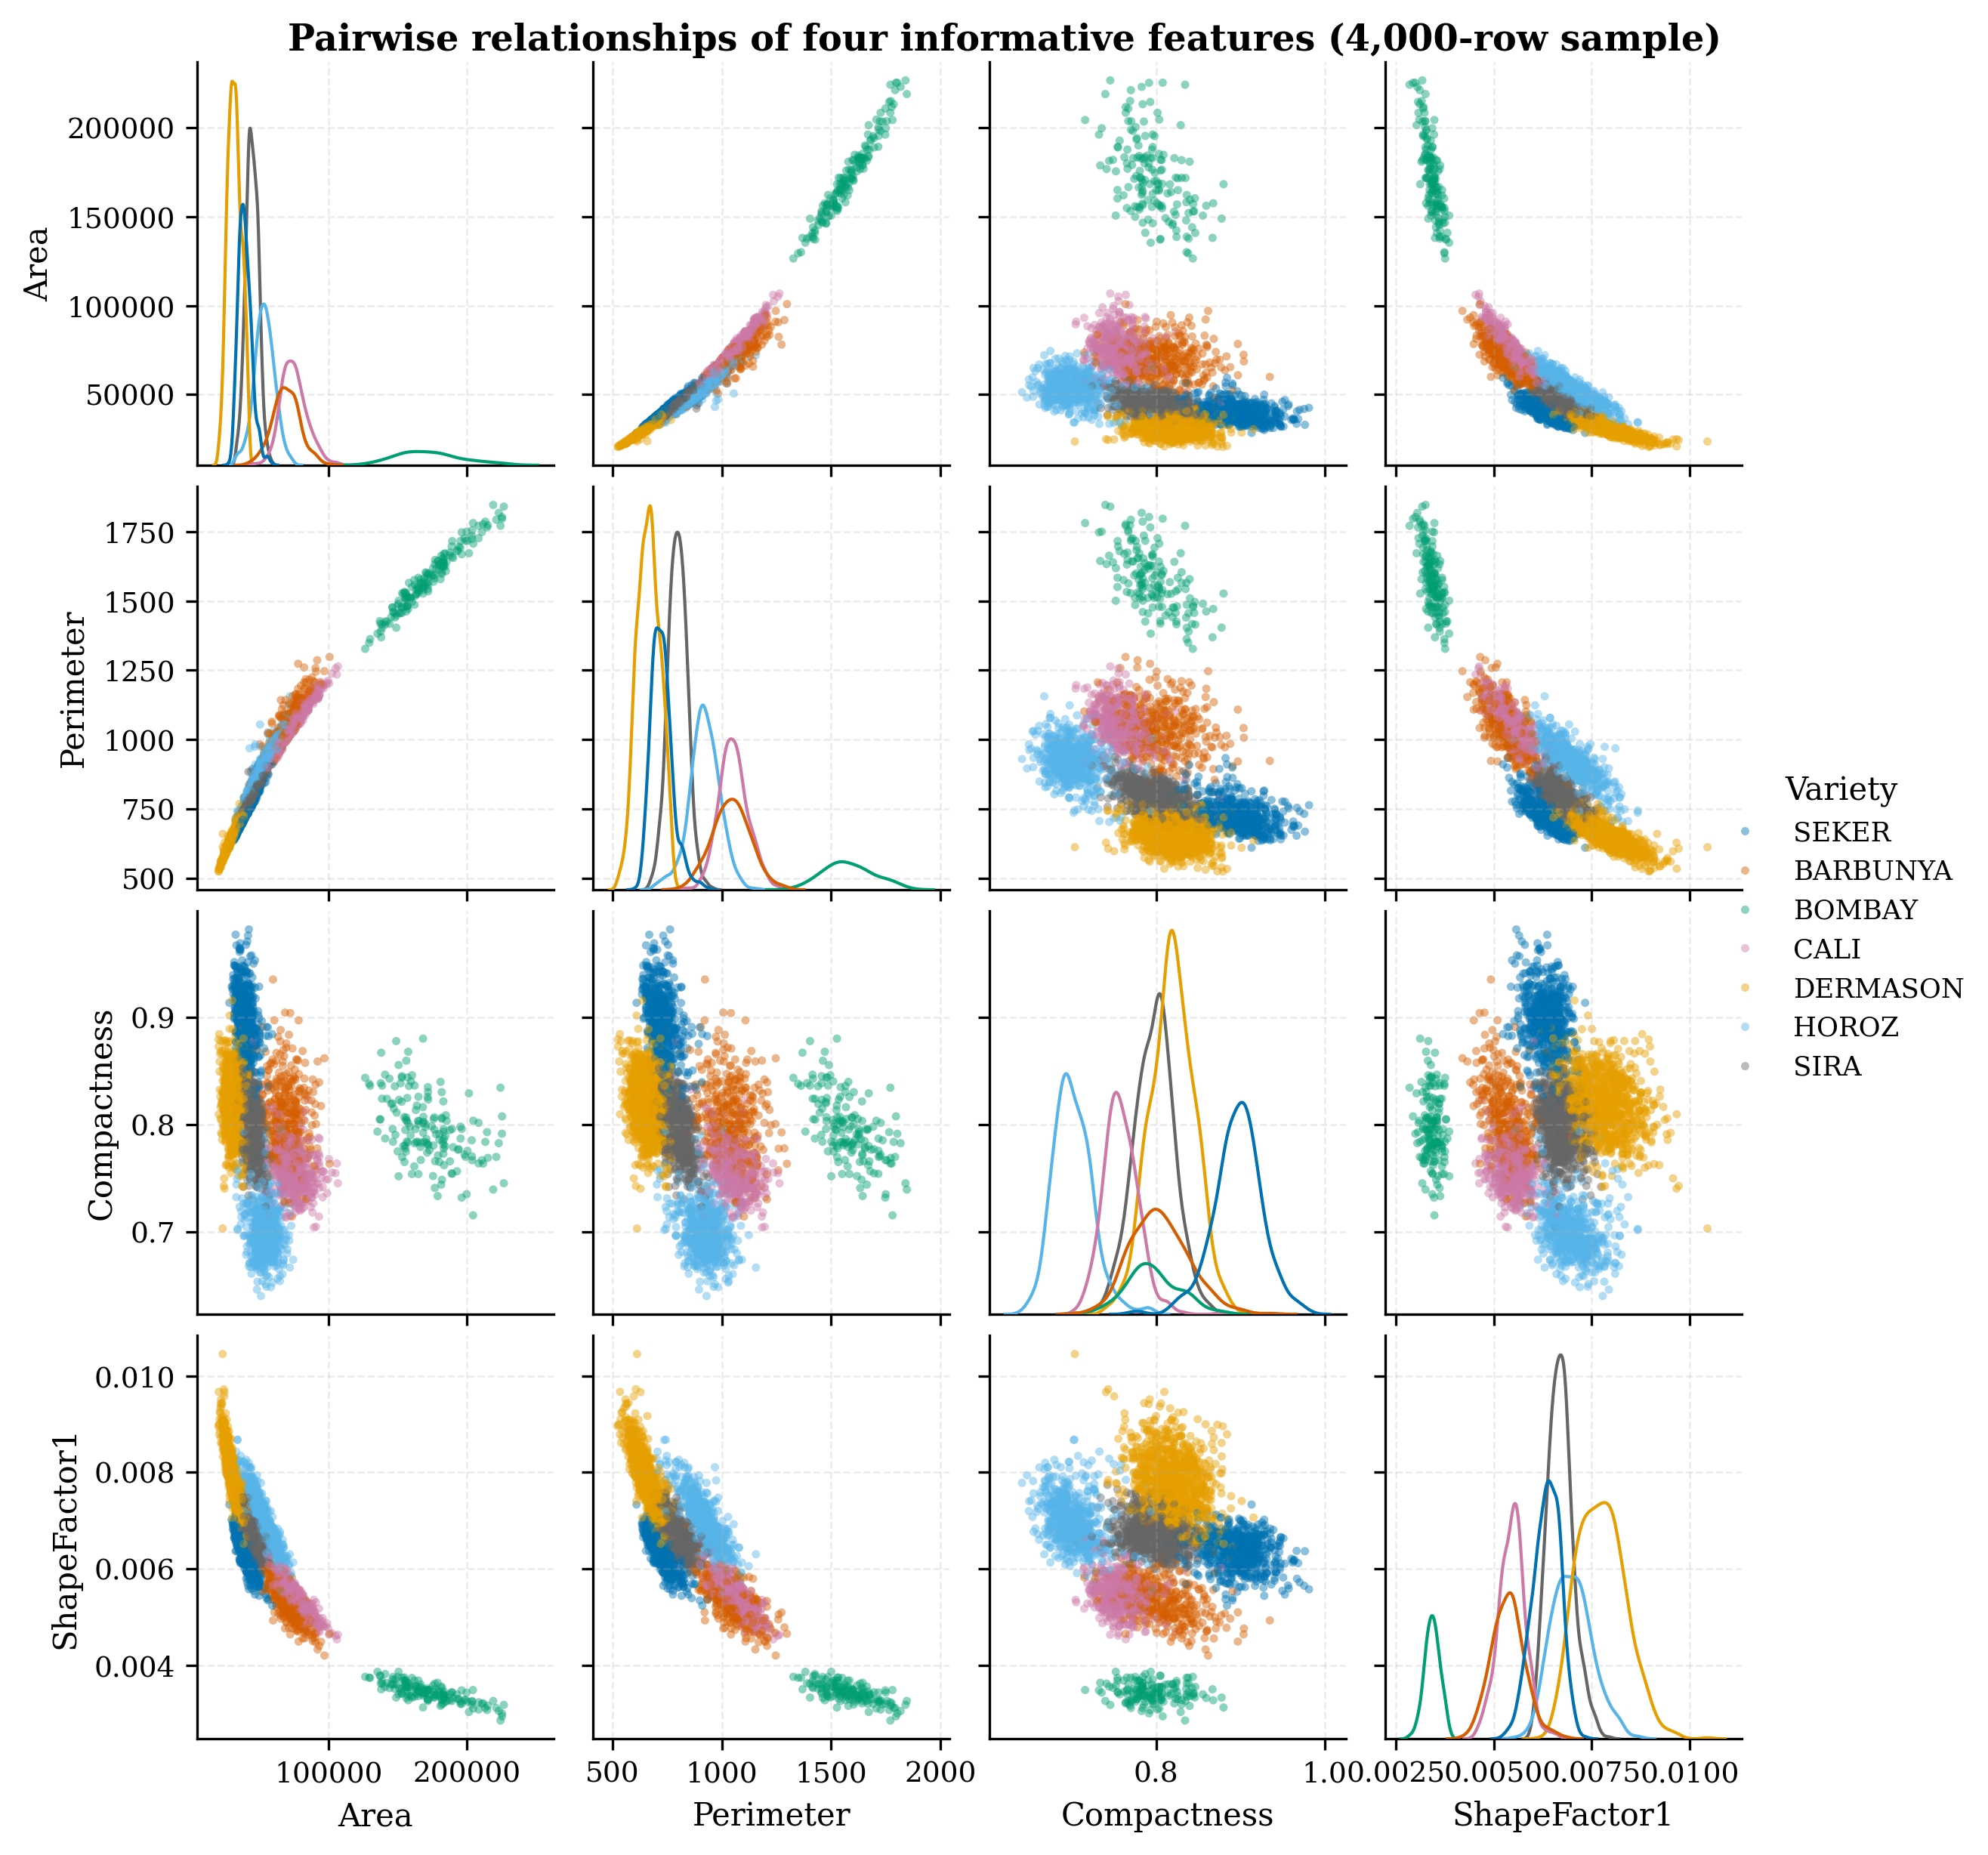 Pairwise relationships of four informative features (4,000-row sample)
Area
200000
150000
100000
50000
Perimeter
1750
1500
1250
1000
750
500
Compactness
0.9
0.8
0.7
ShapeFactor1
0.010
0.008
0.006
0.004
100000 200000
500 1000 1500 2000
0.8 1.0
0.0025 0.0050 0.0075 0.0100
Area
Perimeter
Compactness
ShapeFactor1
Variety
SEKER
BARBUNYA
BOMBAY
CALI
DERMASON
HOROZ
SIRA